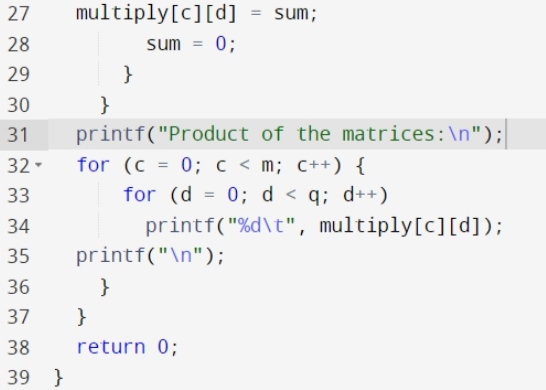 27 multiply[c][d] = sum;
28 sum = 0;
29 }
30 }
31 printf("Product of the matrices:\n");
32 for (c = 0; c < m; c++) {
33 for (d = 0; d < q; d++)
34 printf("%d\t", multiply[c][d]);
35 printf("\n");
36 }
37 }
38 return 0;
39 }